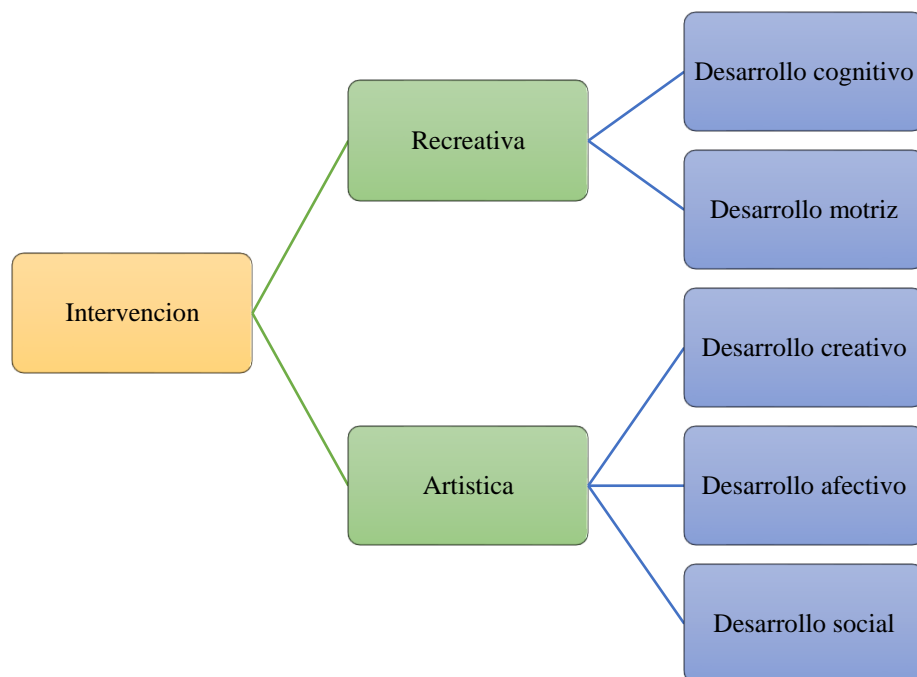 Intervencion
Recreativa
Desarrollo cognitivo
Desarrollo motriz
Artistica
Desarrollo creativo
Desarrollo afectivo
Desarrollo social